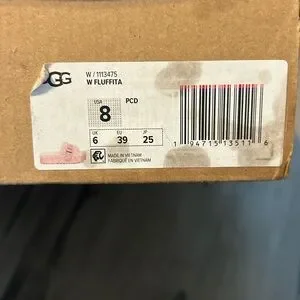 UGG
W / 1113475
W FLUFFITA
USA
8
PCD
UK EU JP
6 39 25
MADE IN VIETNAM
FABRIQUÉ EN VIETNAM
1 94715 13511 6